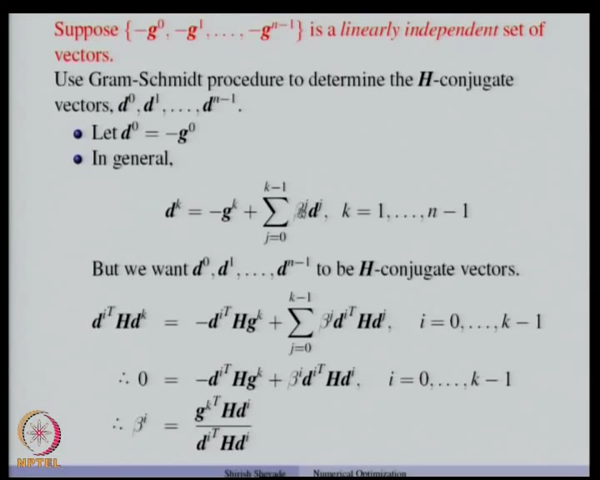 Suppose {−g⁰, −g¹, . . . , −gⁿ⁻¹} is a linearly independent set of
vectors.
Use Gram-Schmidt procedure to determine the H-conjugate
vectors, d⁰, d¹, . . . , dⁿ⁻¹.
• Let d⁰ = −g⁰
• In general,
dᵏ = −gᵏ + ∑_{j=0}^{k−1} βʲdʲ, k = 1, . . . , n − 1
But we want d⁰, d¹, . . . , dⁿ⁻¹ to be H-conjugate vectors.
dⁱᵀHdᵏ = −dⁱᵀHgᵏ + ∑_{j=0}^{k−1} βʲdⁱᵀHdʲ, i = 0, . . . , k − 1
∴ 0 = −dⁱᵀHgᵏ + βⁱdⁱᵀHdⁱ, i = 0, . . . , k − 1
∴ βⁱ = gᵏᵀHdⁱ / dⁱᵀHdⁱ
NPTEL
Shirish Shevade Numerical Optimization